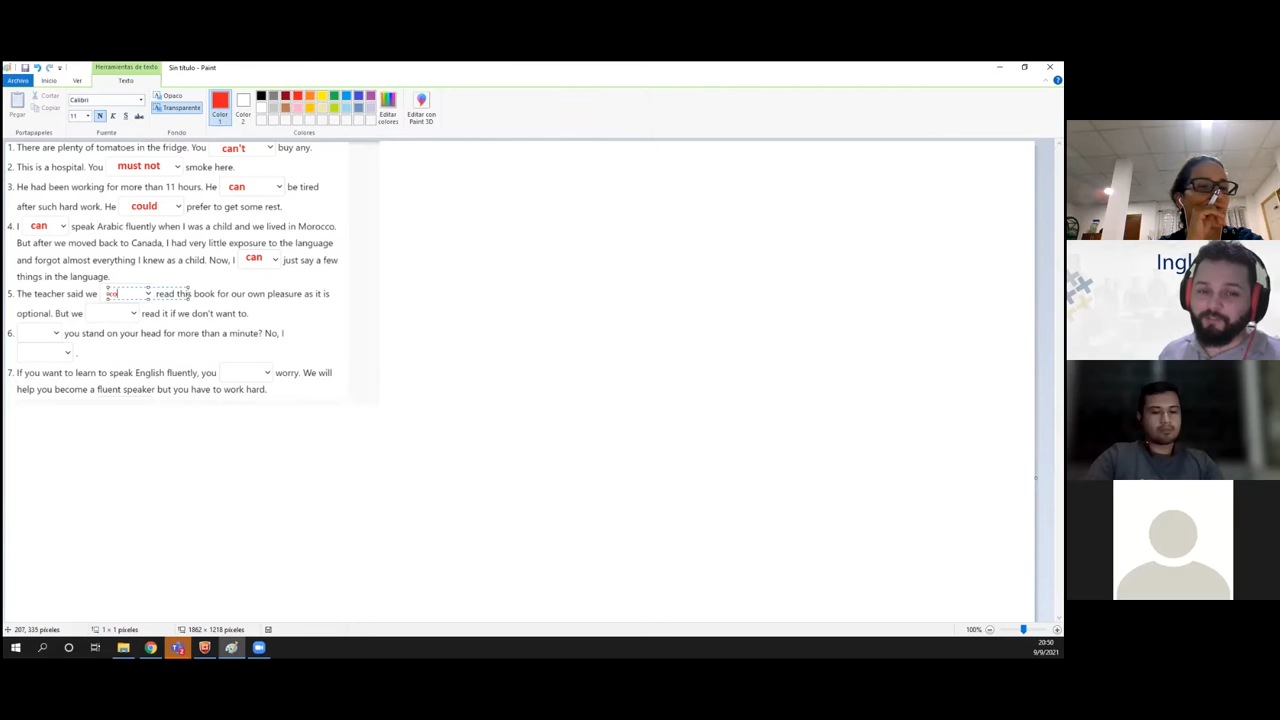 Herramientas de texto
Sin título - Paint
Archivo Inicio Ver Texto
Pegar
Cortar
Copiar
Portapapeles
Calibri
11 N K S abc
Fuente
Opaco
Transparente
Fondo
Color 1
Color 2
Colores
Editar colores
Editar con Paint 3D
1. There are plenty of tomatoes in the fridge. You can't buy any.
2. This is a hospital. You must not smoke here.
3. He had been working for more than 11 hours. He can be tired
after such hard work. He could prefer to get some rest.
4. I can speak Arabic fluently when I was a child and we lived in Morocco.
But after we moved back to Canada, I had very little exposure to the language
and forgot almost everything I knew as a child. Now, I can just say a few
things in the language.
5. The teacher said we co read this book for our own pleasure as it is
optional. But we read it if we don't want to.
6. you stand on your head for more than a minute? No, I
.
7. If you want to learn to speak English fluently, you worry. We will
help you become a fluent speaker but you have to work hard.
Ingl
207, 335 píxeles
1 × 1 píxeles
1862 × 1218 píxeles
100%
20:50
9/9/2021